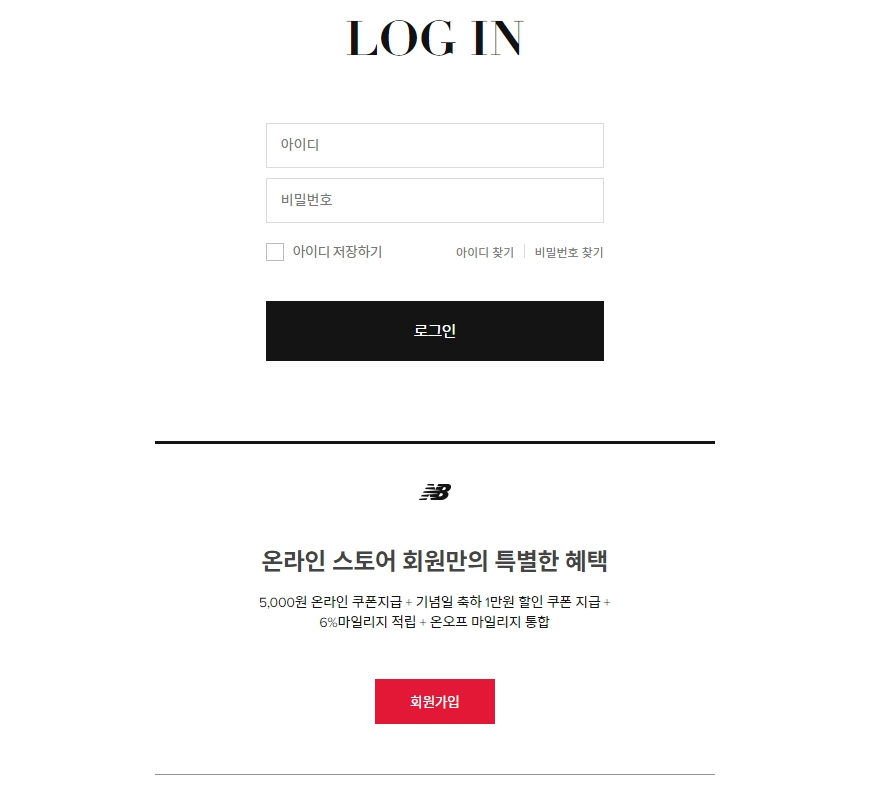 LOG IN
아이디
비밀번호
아이디 저장하기
아이디 찾기
비밀번호 찾기
로그인
NB
온라인 스토어 회원만의 특별한 혜택
5,000원 온라인 쿠폰지급 + 기념일 축하 1만원 할인 쿠폰 지급 +
6%마일리지 적립 + 온오프 마일리지 통합
회원가입